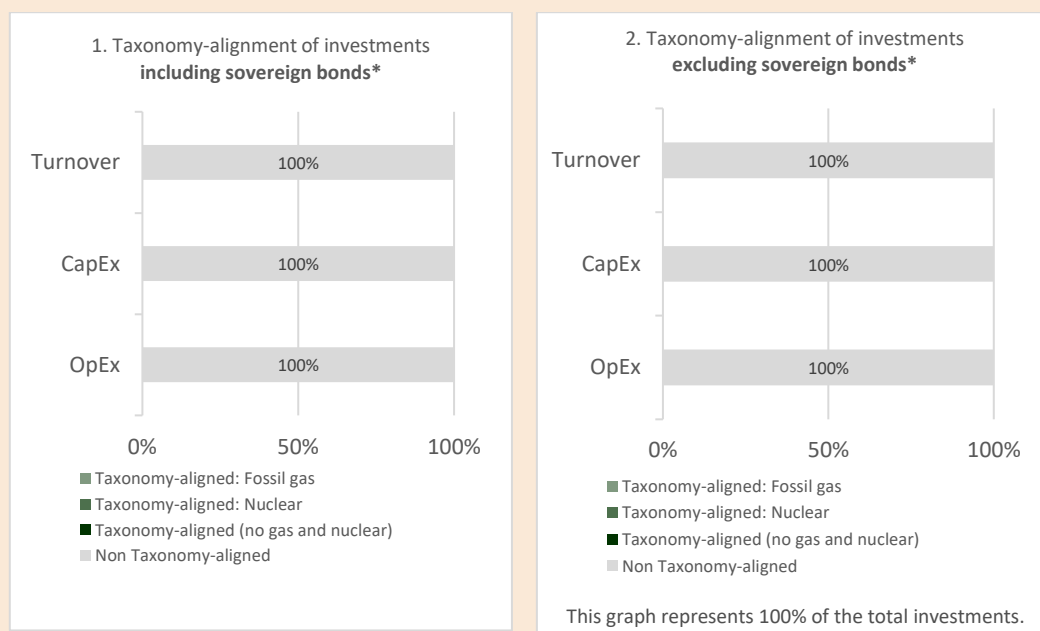 1. Taxonomy-alignment of investments
including sovereign bonds*
Turnover
100%
CapEx
100%
OpEx
100%
0%
50%
100%
Taxonomy-aligned: Fossil gas
Taxonomy-aligned: Nuclear
Taxonomy-aligned (no gas and nuclear)
Non Taxonomy-aligned
2. Taxonomy-alignment of investments
excluding sovereign bonds*
Turnover
100%
CapEx
100%
OpEx
100%
0%
50%
100%
Taxonomy-aligned: Fossil gas
Taxonomy-aligned: Nuclear
Taxonomy-aligned (no gas and nuclear)
Non Taxonomy-aligned
This graph represents 100% of the total investments.